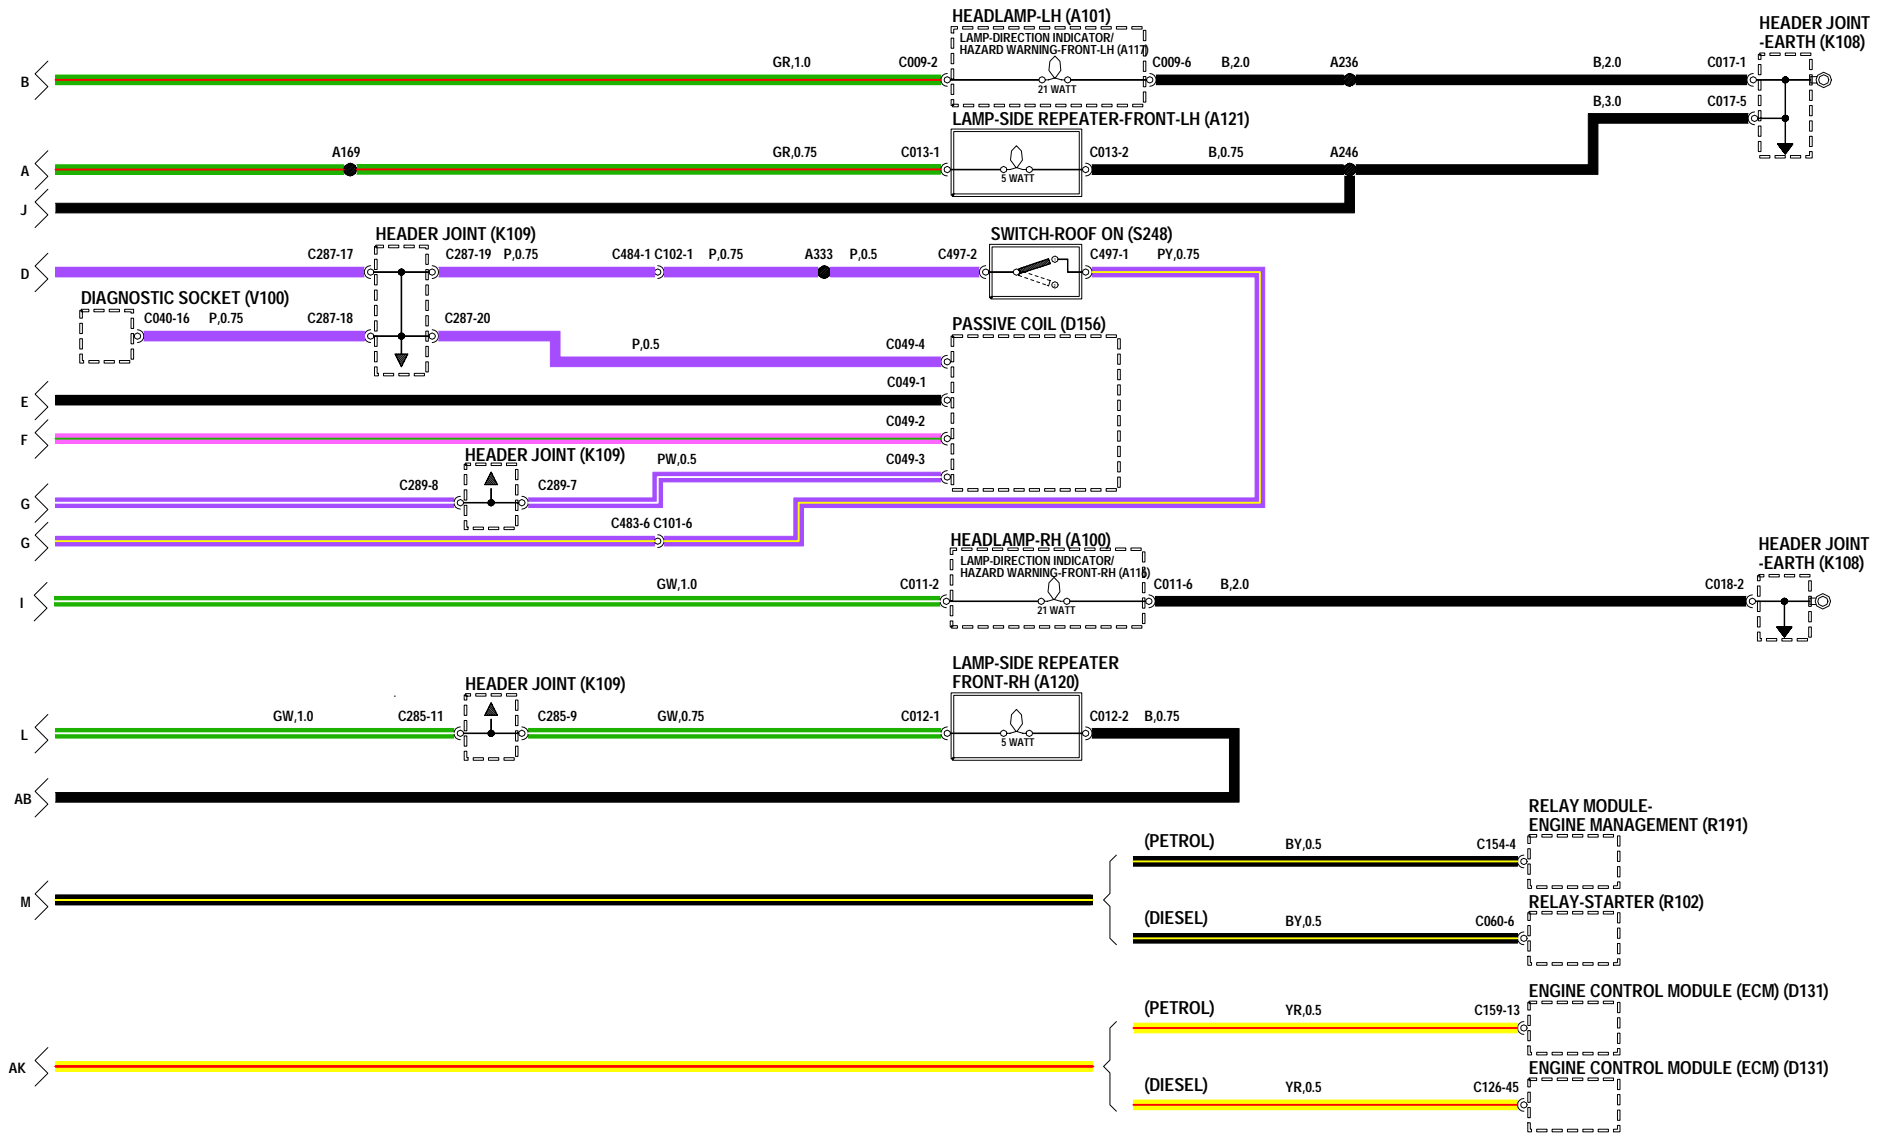 HEADLAMP-LH (A101)
LAMP-DIRECTION INDICATOR/
HAZARD WARNING-FRONT-LH (A117)
HEADER JOINT
-EARTH (K108)
B
GR,1.0
C009-2
21 WATT
C009-6
B,2.0
A236
B,2.0
C017-1
B,3.0
C017-5
LAMP-SIDE REPEATER-FRONT-LH (A121)
A
A169
GR,0.75
C013-1
5 WATT
C013-2
B,0.75
A246
J
HEADER JOINT (K109)
SWITCH-ROOF ON (S248)
D
C287-17
C287-19
P,0.75
C484-1
C102-1
P,0.75
A333
P,0.5
C497-2
C497-1
PY,0.75
DIAGNOSTIC SOCKET (V100)
C040-16
P,0.75
C287-18
C287-20
PASSIVE COIL (D156)
P,0.5
C049-4
E
C049-1
F
C049-2
HEADER JOINT (K109)
PW,0.5
C049-3
G
C289-8
C289-7
G
C483-6
C101-6
HEADLAMP-RH (A100)
LAMP-DIRECTION INDICATOR/
HAZARD WARNING-FRONT-RH (A116)
HEADER JOINT
-EARTH (K108)
I
GW,1.0
C011-2
21 WATT
C011-6
B,2.0
C018-2
LAMP-SIDE REPEATER
FRONT-RH (A120)
HEADER JOINT (K109)
L
GW,1.0
C285-11
C285-9
GW,0.75
C012-1
5 WATT
C012-2
B,0.75
AB
RELAY MODULE-
ENGINE MANAGEMENT (R191)
(PETROL)
BY,0.5
C154-4
M
RELAY-STARTER (R102)
(DIESEL)
BY,0.5
C060-6
ENGINE CONTROL MODULE (ECM) (D131)
(PETROL)
YR,0.5
C159-13
AK
ENGINE CONTROL MODULE (ECM) (D131)
(DIESEL)
YR,0.5
C126-45